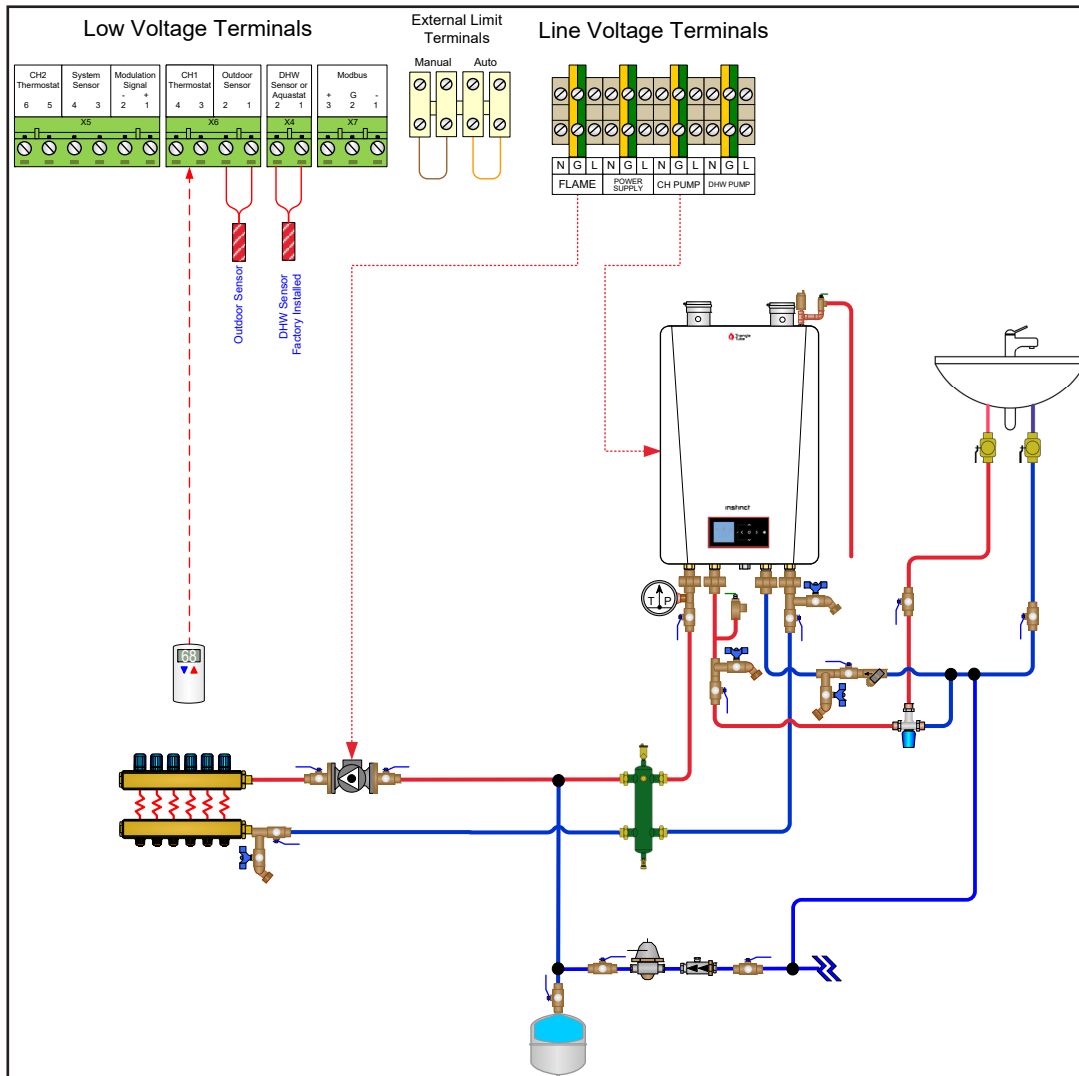 Low Voltage Terminals
External Limit
Terminals
Line Voltage Terminals
Manual
Auto
CH2
Thermostat
6 5
System
Sensor
4 3
Modulation
Signal
- +
2 1
X5
CH1
Thermostat
4 3
Outdoor
Sensor
2 1
X6
DHW
Sensor or
Aquastat
2 1
X4
Modbus
+ G -
3 2 1
X7
N G L N G L N G L N G L
FLAME
POWER
SUPPLY
CH PUMP
DHW PUMP
Outdoor Sensor
DHW Sensor
Factory Installed
Triangle
Tube
instinct
T P
68